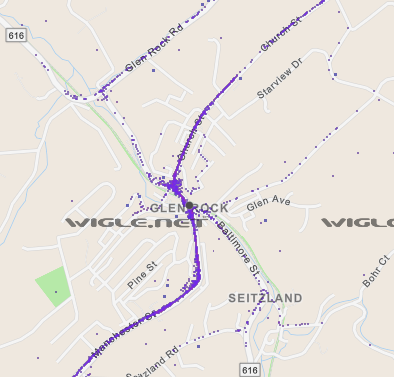 616
Glen Rock Rd
Church St
Starview Dr
Church St
GLEN ROCK
Glen Ave
WIGLE.NET
WIGL
Baltimore St
Pine St
Bohr Ct
SEITZLAND
Manchester St
Seitzland Rd
616